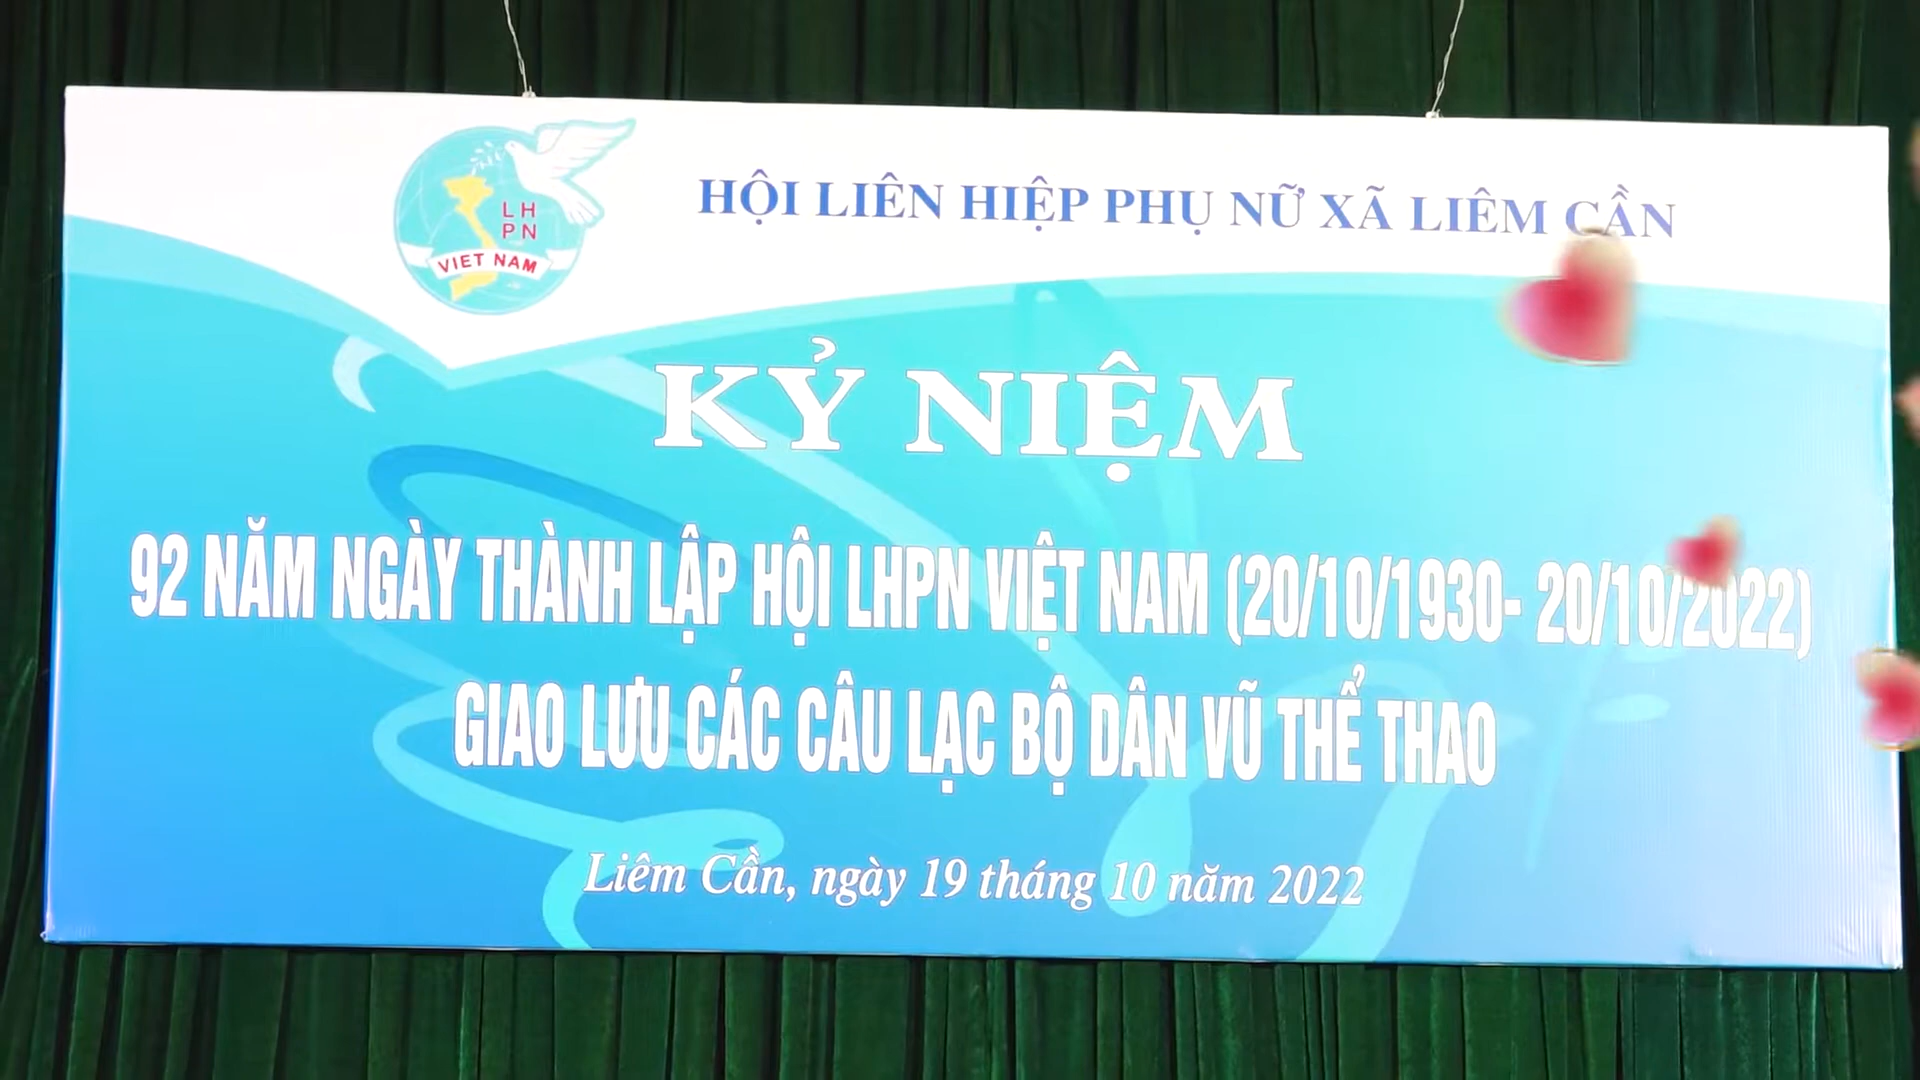 LH
PN
VIET NAM
HỘI LIÊN HIỆP PHỤ NỮ XÃ LIÊM CẦN
KỶ NIỆM
92 NĂM NGÀY THÀNH LẬP HỘI LHPN VIỆT NAM (20/10/1930- 20/10/2022)
GIAO LƯU CÁC CÂU LẠC BỘ DÂN VŨ THỂ THAO
Liêm Cần, ngày 19 tháng 10 năm 2022